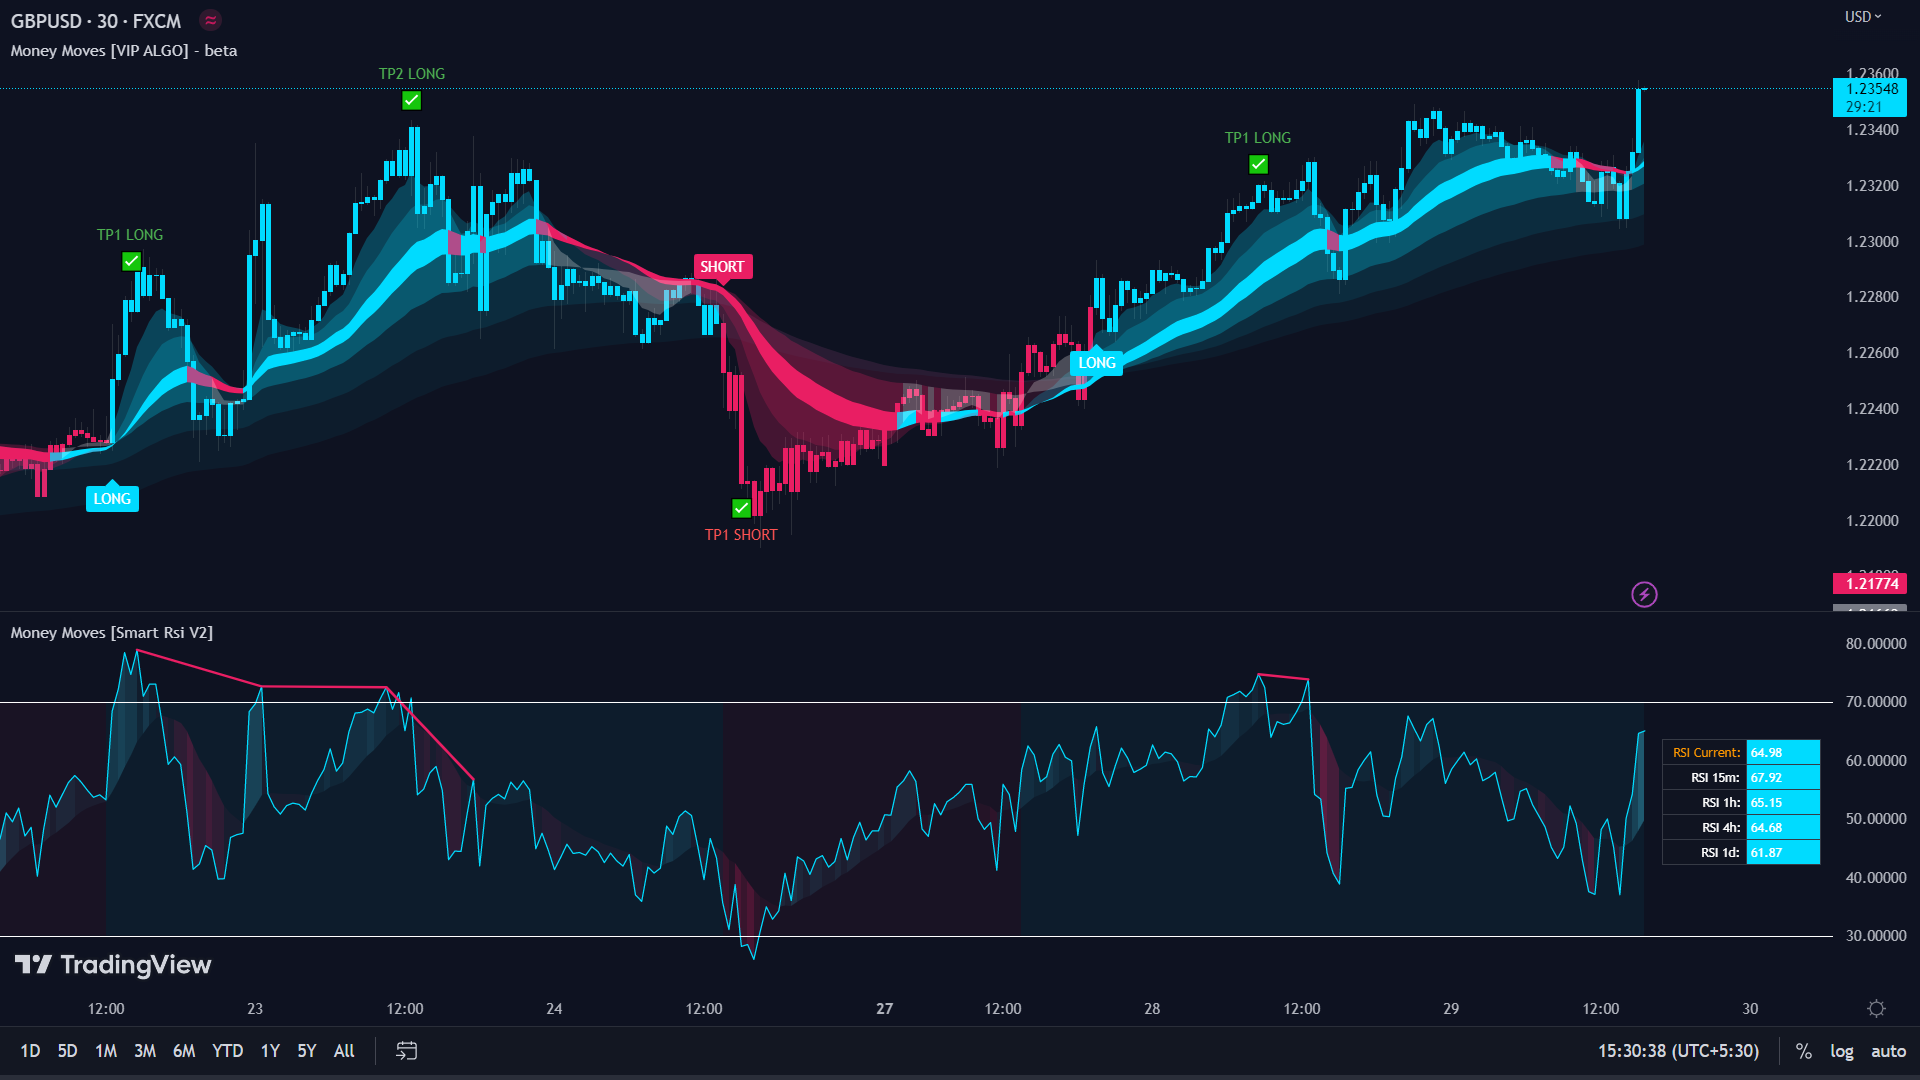 GBPUSD · 30 · FXCM
USD
Money Moves [VIP ALGO] - beta
TP2 LONG
1.23600
1.23548
29:21
1.23400
TP1 LONG
1.23200
TP1 LONG
1.23000
SHORT
1.22800
1.22600
LONG
1.22400
1.22200
LONG
1.22000
TP1 SHORT
1.21774
Money Moves [Smart Rsi V2]
80.00000
70.00000
RSI Current: 64.98
60.00000
RSI 15m: 67.92
RSI 1h: 65.15
50.00000
RSI 4h: 64.68
RSI 1d: 61.87
40.00000
30.00000
TradingView
12:00 23 12:00 24 12:00 27 12:00 28 12:00 29 12:00 30
1D 5D 1M 3M 6M YTD 1Y 5Y All 15:30:38 (UTC+5:30) % log auto